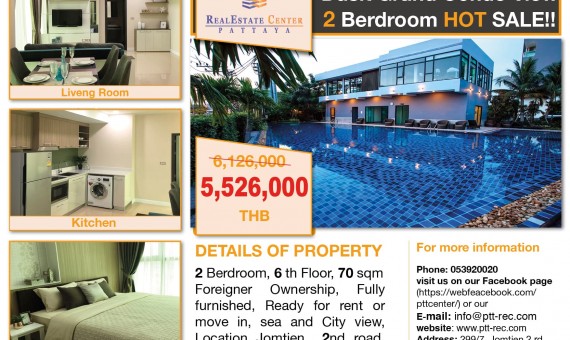 2 Berdroom HOT SALE!!
REALESTATE CENTER
PATTAYA
Liveng Room
6,126,000
5,526,000
THB
Kitchen
DETAILS OF PROPERTY
2 Berdroom, 6 th Floor, 70 sqm
Foreigner Ownership, Fully
furnished, Ready for rent or
move in, sea and City view,
Location Jomtien, 2nd road
For more information
Phone: 053920020
visit us on our Facebook page
(https://webfeacebook.com/
pttcenter/) or our
E-mail: info@ptt-rec.com
website: www.ptt-rec.com
Address: 299/7, Jomtien 2 rd